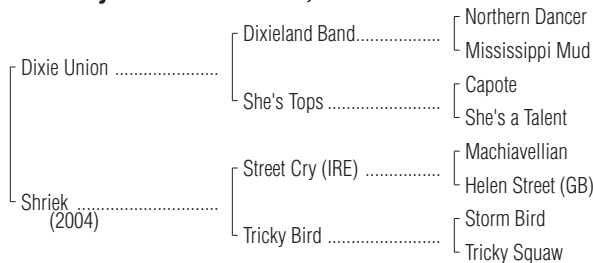 Dixie Union ......................
Dixieland Band.................
Northern Dancer
Mississippi Mud
She's Tops .......................
Capote
She's a Talent
Shriek ..............................
(2004)
Street Cry (IRE) ................
Machiavellian
Helen Street (GB)
Tricky Bird .......................
Storm Bird
Tricky Squaw